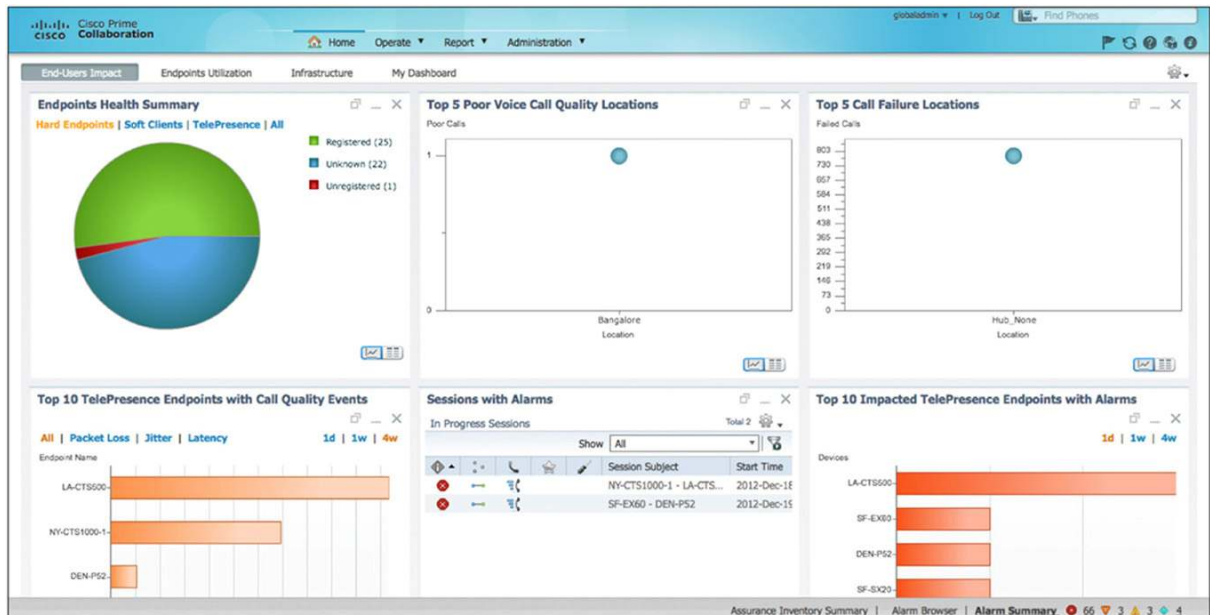 Cisco Prime
CISCO Collaboration
globaladmin | Log Out Find Phones
Home Operate Report Administration
End-Users Impact Endpoints Utilization Infrastructure My Dashboard
Endpoints Health Summary
Hard Endpoints | Soft Clients | TelePresence | All
Registered (25)
Unknown (22)
Unregistered (1)
Top 5 Poor Voice Call Quality Locations
Poor Calls
1
0
Bangalore
Location
Top 5 Call Failure Locations
Failed Calls
803
730
657
584
511
438
365
292
219
146
73
0
Hub_None
Location
Top 10 TelePresence Endpoints with Call Quality Events
All | Packet Loss | Jitter | Latency 1d | 1w | 4w
Endpoint Name
LA-CTS500
NY-CTS1000-1
DEN-P52
Sessions with Alarms
In Progress Sessions Total 2
Show All
Session Subject Start Time
NY-CTS1000-1 - LA-CTS... 2012-Dec-18
SF-EX60 - DEN-P52 2012-Dec-19
Top 10 Impacted TelePresence Endpoints with Alarms
1d | 1w | 4w
Devices
LA-CTS500
SF-EX60
DEN-P52
SF-SX20
Assurance Inventory Summary | Alarm Browser | Alarm Summary 66 3 3 4